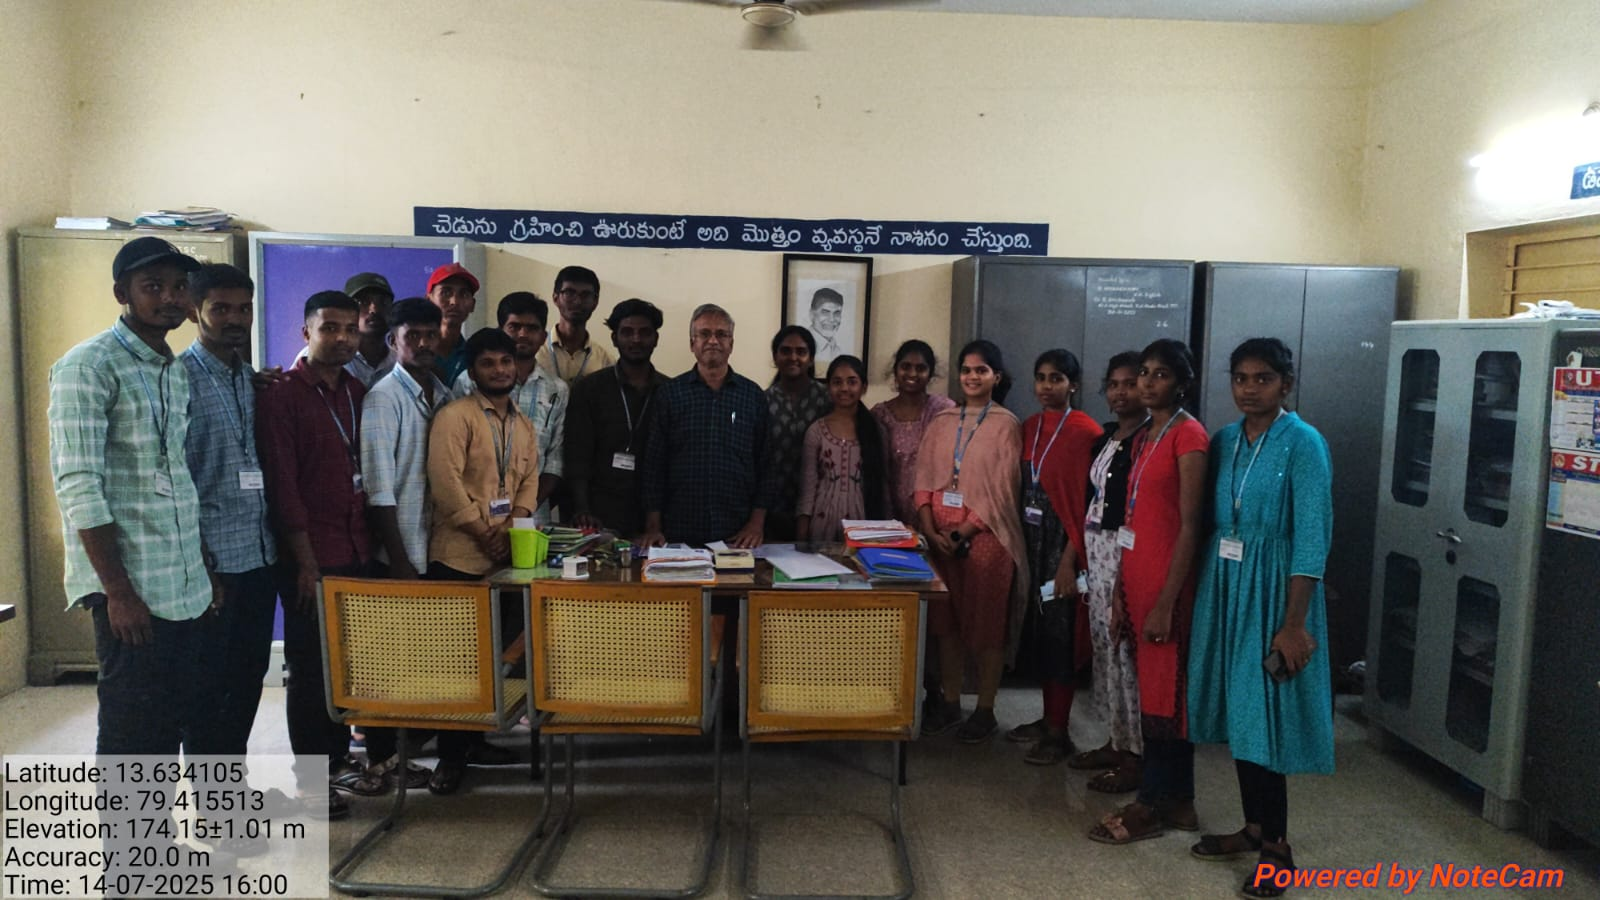 చెడును గ్రహించి ఊరుకుంటే అది మొత్తం వ్యవస్థనే నాశనం చేస్తుంది.
26
Latitude: 13.634105
Longitude: 79.415513
Elevation: 174.15±1.01 m
Accuracy: 20.0 m
Time: 14-07-2025 16:00
Powered by NoteCam